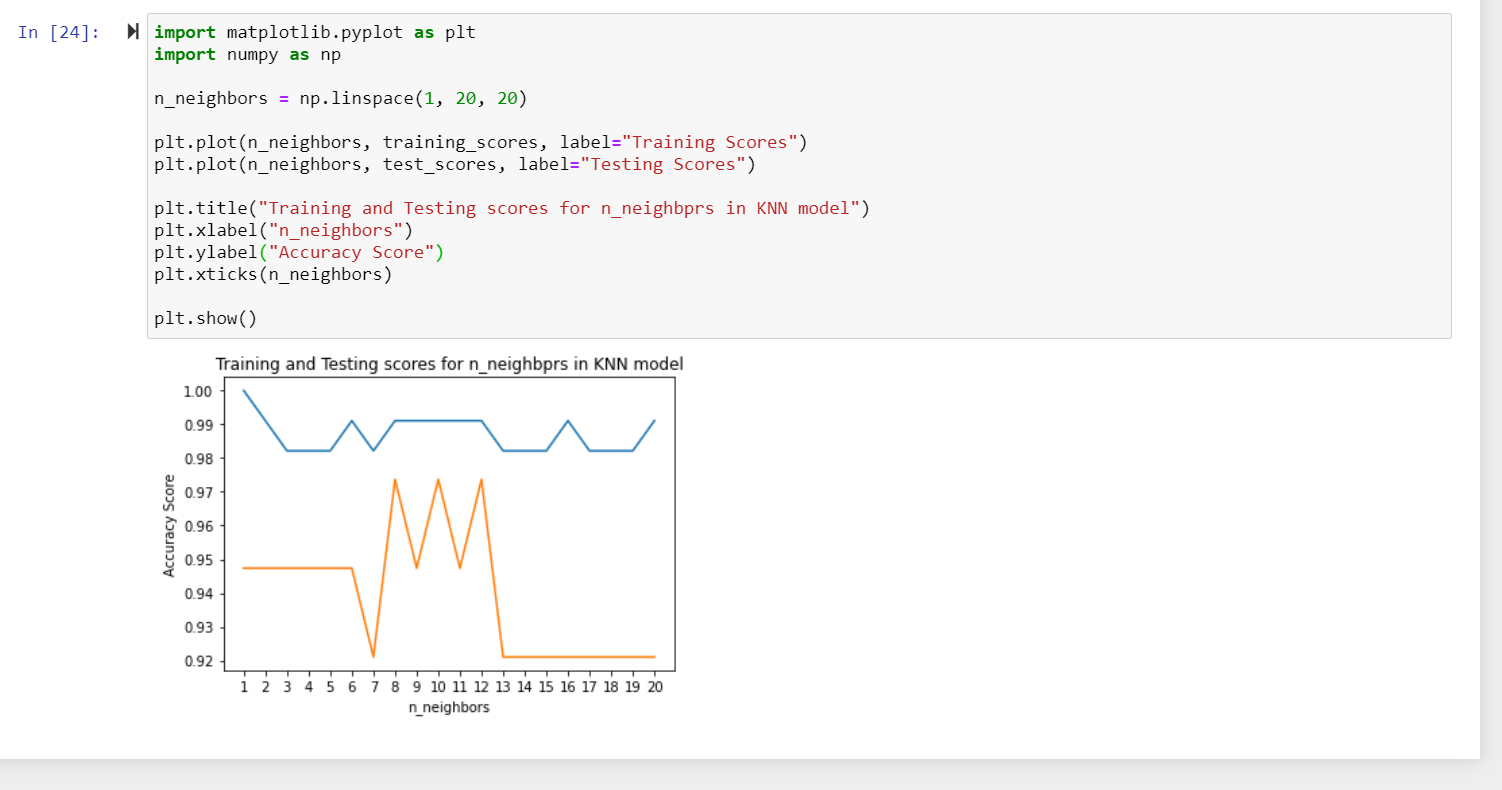 In [24]:
import matplotlib.pyplot as plt
import numpy as np
n_neighbors = np.linspace(1, 20, 20)
plt.plot(n_neighbors, training_scores, label="Training Scores")
plt.plot(n_neighbors, test_scores, label="Testing Scores")
plt.title("Training and Testing scores for n_neighbprs in KNN model")
plt.xlabel("n_neighbors")
plt.ylabel("Accuracy Score")
plt.xticks(n_neighbors)
plt.show()
Training and Testing scores for n_neighbprs in KNN model
1.00
0.99
0.98
0.97
0.96
0.95
0.94
0.93
0.92
Accuracy Score
1 2 3 4 5 6 7 8 9 10 11 12 13 14 15 16 17 18 19 20
n_neighbors